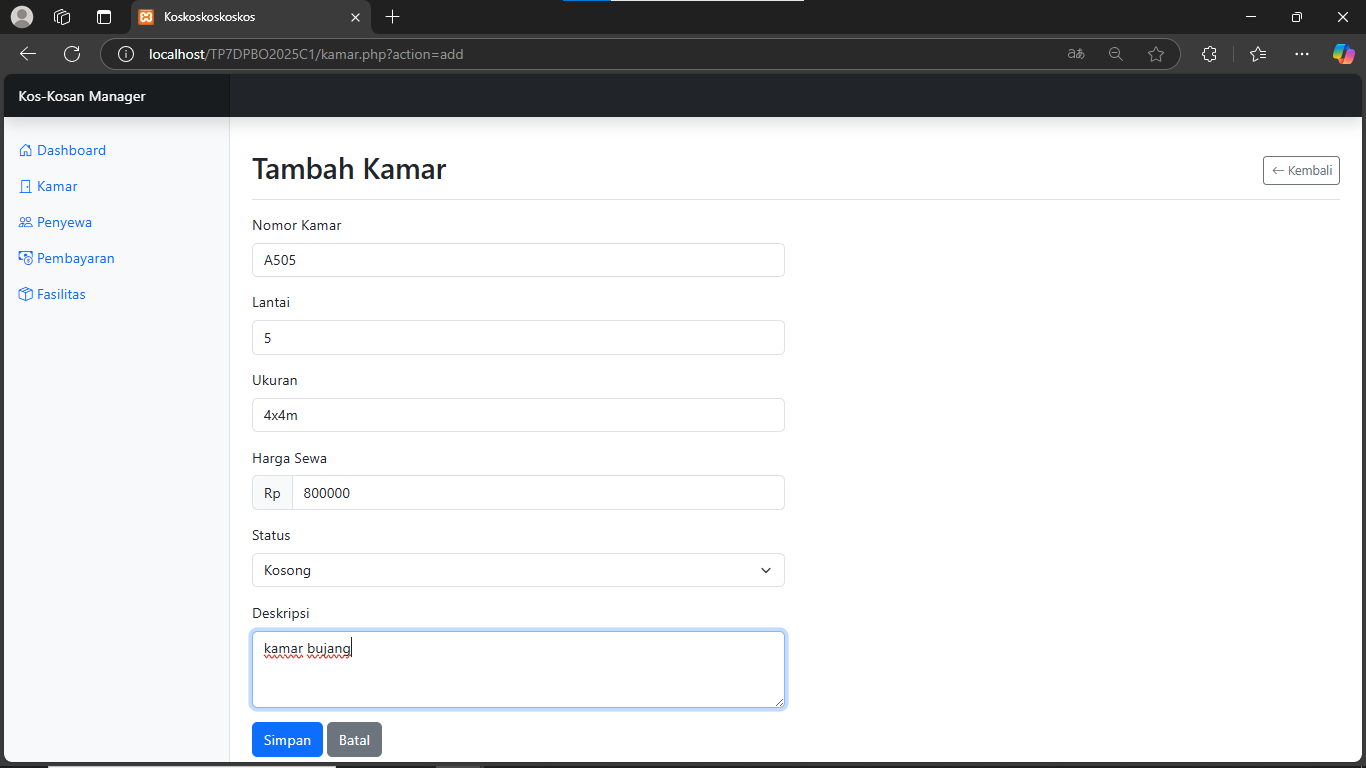 Koskoskoskoskos
localhost/TP7DPBO2025C1/kamar.php?action=add
Kos-Kosan Manager
Dashboard
Kamar
Penyewa
Pembayaran
Fasilitas
Tambah Kamar
← Kembali
Nomor Kamar
A505
Lantai
5
Ukuran
4x4m
Harga Sewa
Rp 800000
Status
Kosong
Deskripsi
kamar bujang
Simpan Batal